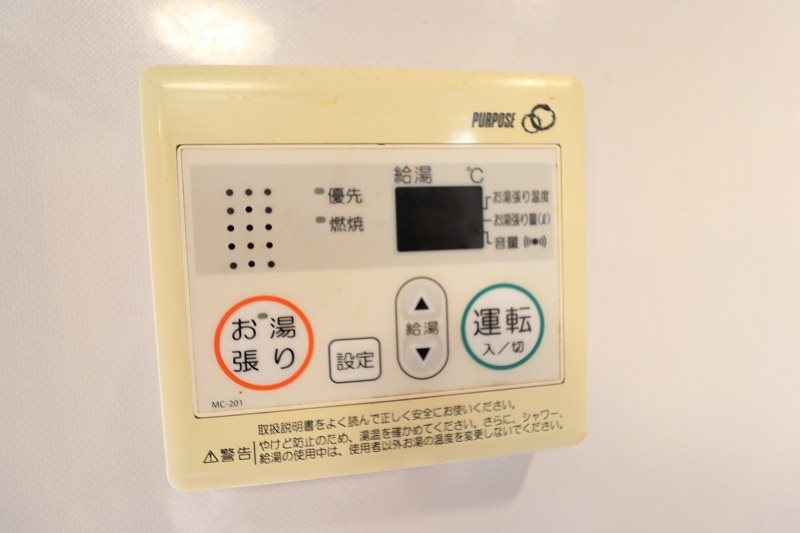 PURPOSE
給湯 ℃
優先
燃焼
お湯張り温度
お湯張り量(ℓ)
音量
お湯
張り
設定
▲
給湯
▼
運転
入/切
MC-201
取扱説明書をよく読んで正しく安全にお使いください。
⚠警告
やけど防止のため、湯温を確かめてください。さらに、シャワー、
給湯の使用中は、使用者以外お湯の温度を変更しないでください。